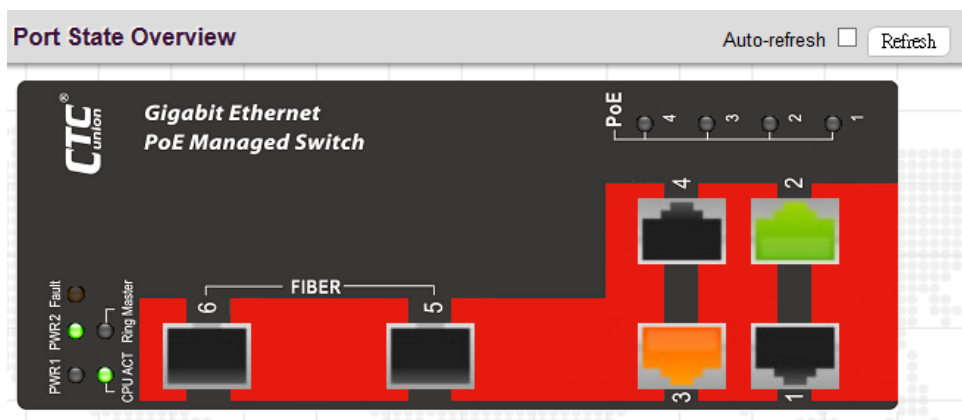 Port State Overview
Auto-refresh
Refresh
CTC union ®
Gigabit Ethernet
PoE Managed Switch
PoE
4 3 2 1
4 2
FIBER
6 5
Fault
PWR2 Ring Master
PWR1 CPU ACT
3 1